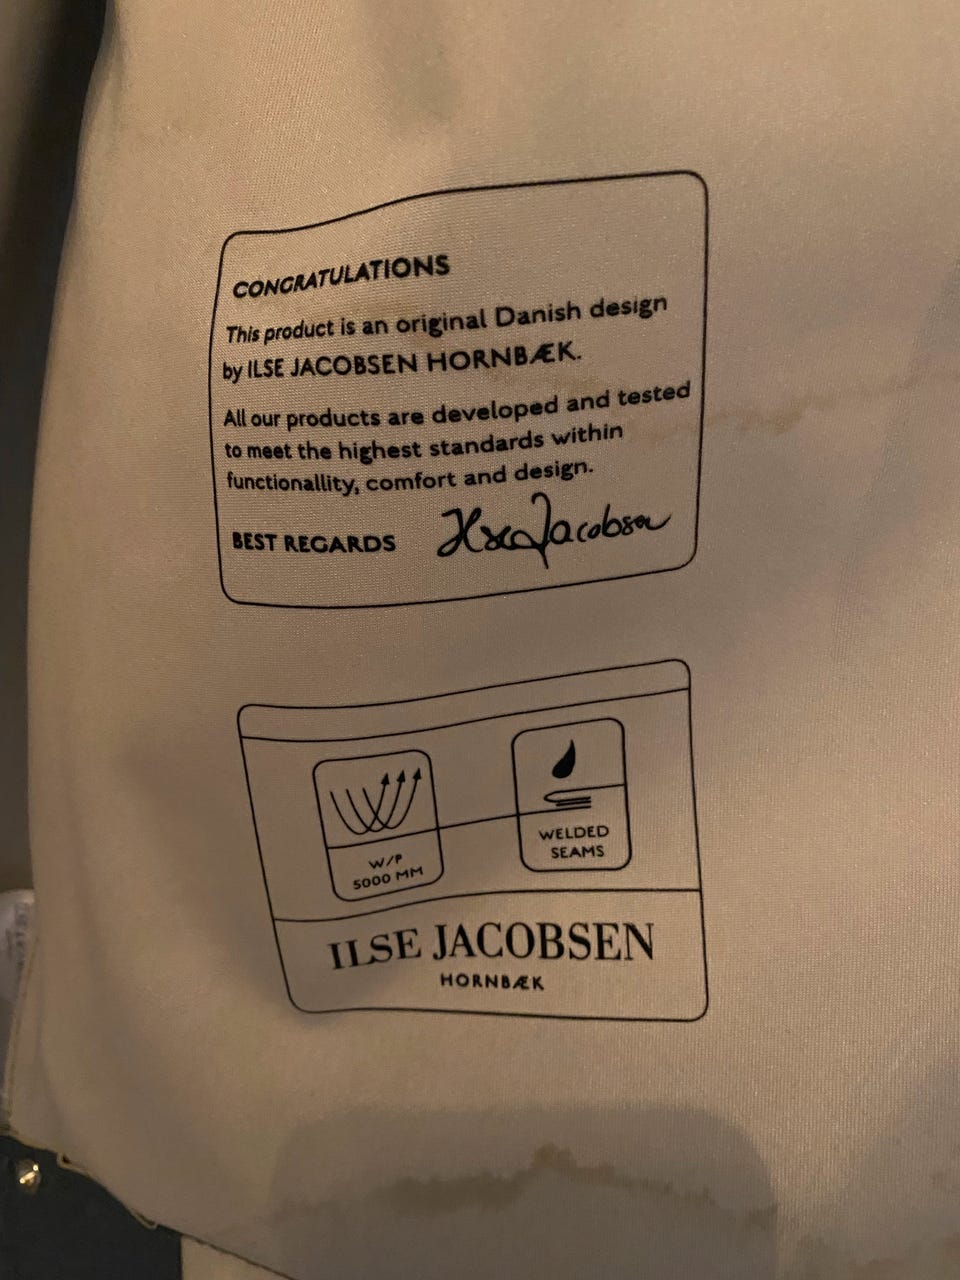 CONGRATULATIONS
This product is an original Danish design
by ILSE JACOBSEN HORNBÆK.
All our products are developed and tested
to meet the highest standards within
functionallity, comfort and design.
BEST REGARDS Ilse Jacobsen
W/P
5000 MM
WELDED
SEAMS
ILSE JACOBSEN
HORNBÆK